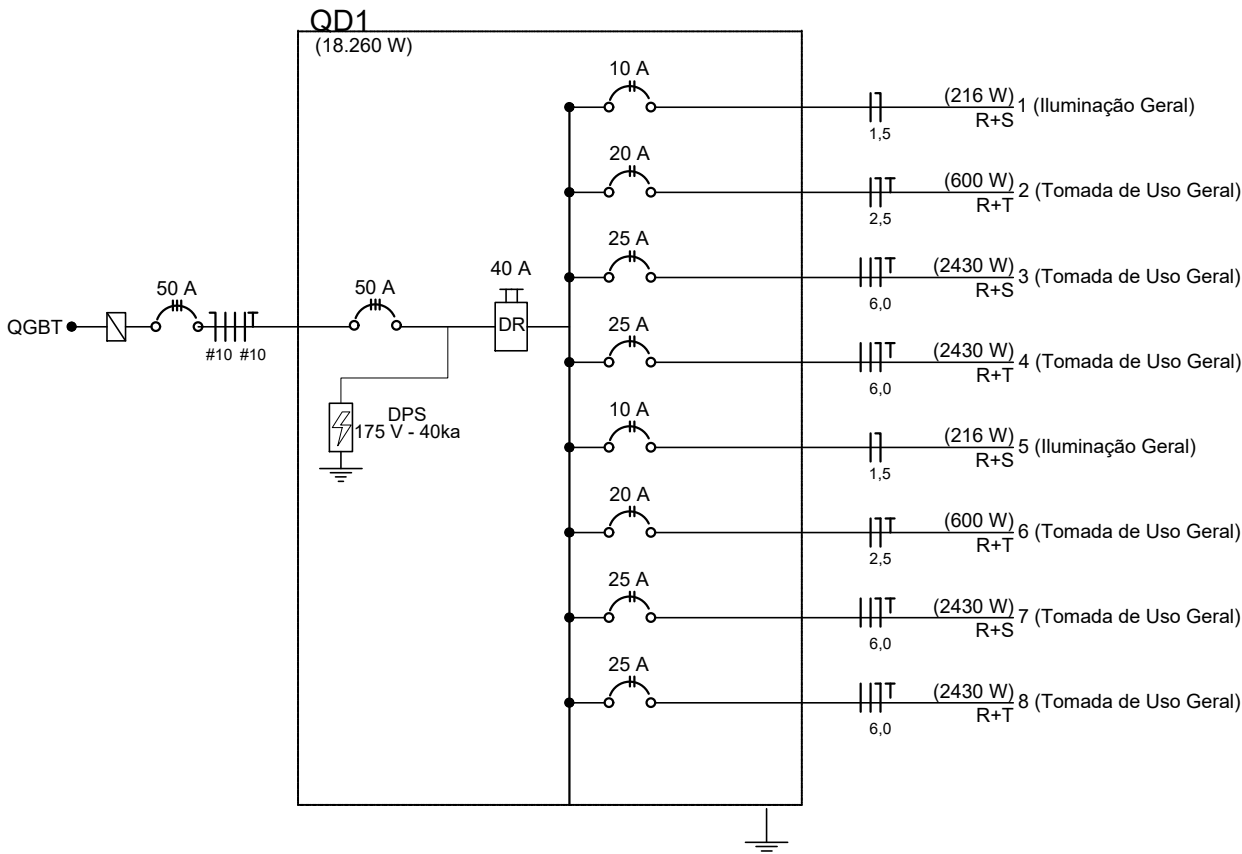 QD1
(18.260 W)
10 A
(216 W)
1 (Iluminação Geral)
R+S
1,5
20 A
(600 W)
2 (Tomada de Uso Geral)
R+T
2,5
25 A
(2430 W)
3 (Tomada de Uso Geral)
R+S
6,0
50 A
50 A
40 A
QGBT
DR
#10 #10
25 A
(2430 W)
4 (Tomada de Uso Geral)
R+T
6,0
DPS
175 V - 40ka
10 A
(216 W)
5 (Iluminação Geral)
R+S
1,5
20 A
(600 W)
6 (Tomada de Uso Geral)
R+T
2,5
25 A
(2430 W)
7 (Tomada de Uso Geral)
R+S
6,0
25 A
(2430 W)
8 (Tomada de Uso Geral)
R+T
6,0